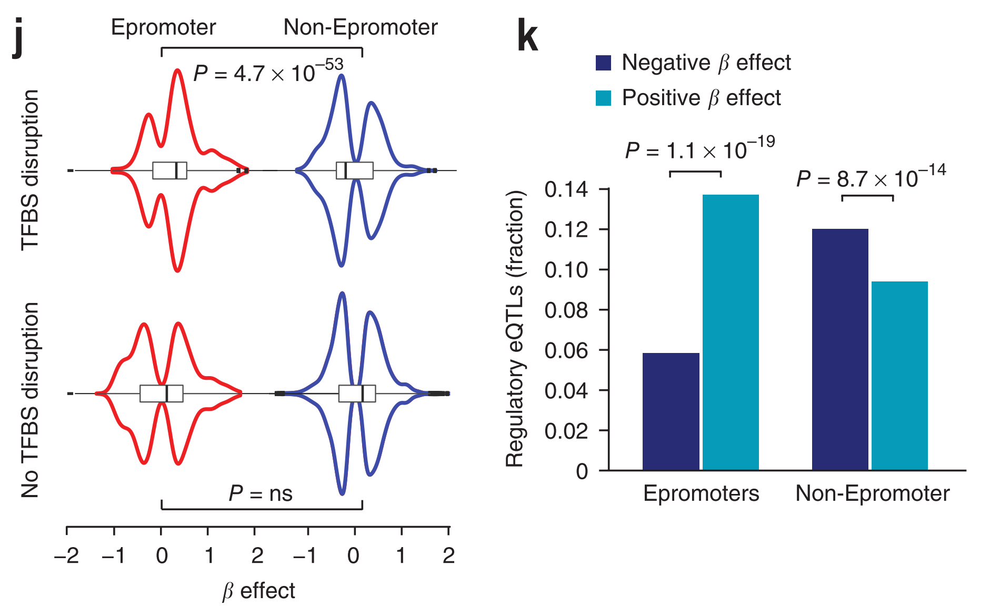 j
Epromoter
Non-Epromoter
P = 4.7 × 10⁻⁵³
TFBS disruption
No TFBS disruption
P = ns
–2 –1 0 1 2 –1 0 1 2
β effect
k
Negative β effect
Positive β effect
P = 1.1 × 10⁻¹⁹
P = 8.7 × 10⁻¹⁴
Regulatory eQTLs (fraction)
0.14
0.12
0.10
0.08
0.06
0.04
0.02
0
Epromoters
Non-Epromoter